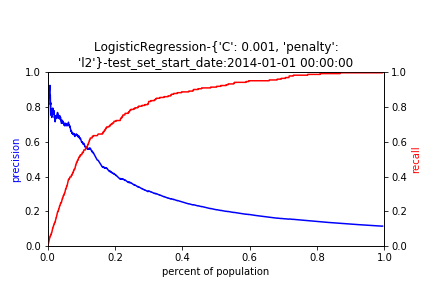 LogisticRegression-{'C': 0.001, 'penalty':
'l2'}-test_set_start_date:2014-01-01 00:00:00
1.0 1.0
0.8 0.8
0.6 0.6
0.4 0.4
0.2 0.2
0.0 0.0
precision
recall
0.0 0.2 0.4 0.6 0.8 1.0
percent of population